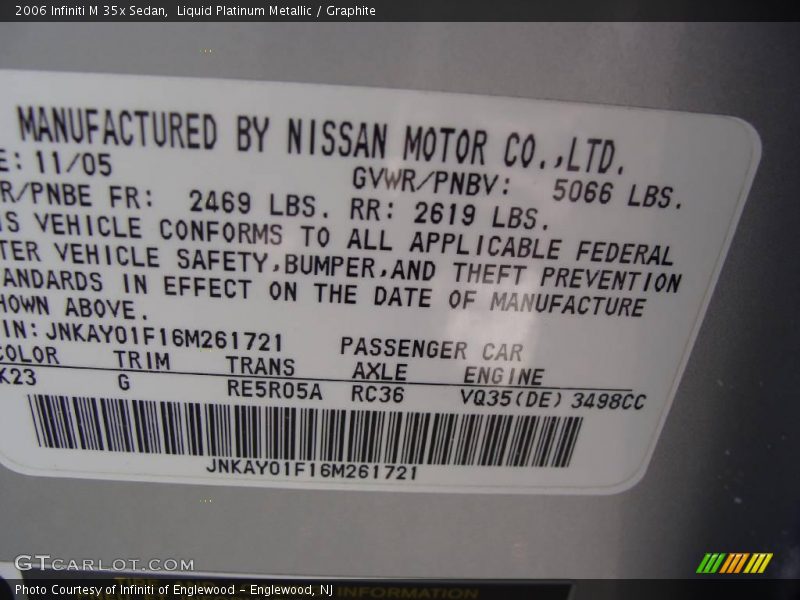 2006 Infiniti M 35x Sedan,  Liquid Platinum Metallic / Graphite
MANUFACTURED BY NISSAN MOTOR CO.,LTD.
E: 11/05
GVWR/PNBV: 5066 LBS.
R/PNBE FR: 2469 LBS. RR: 2619 LBS.
IS VEHICLE CONFORMS TO ALL APPLICABLE FEDERAL
TER VEHICLE SAFETY,BUMPER,AND THEFT PREVENTION
ANDARDS IN EFFECT ON THE DATE OF MANUFACTURE
HOWN ABOVE.
IN: JNKAY01F16M261721 PASSENGER CAR
COLOR TRIM TRANS AXLE ENGINE
K23 G RE5R05A RC36 VQ35(DE) 3498CC
JNKAY01F16M261721
GTCARLOT.COM
INFORMATION
Photo Courtesy of Infiniti of Englewood - Englewood, NJ